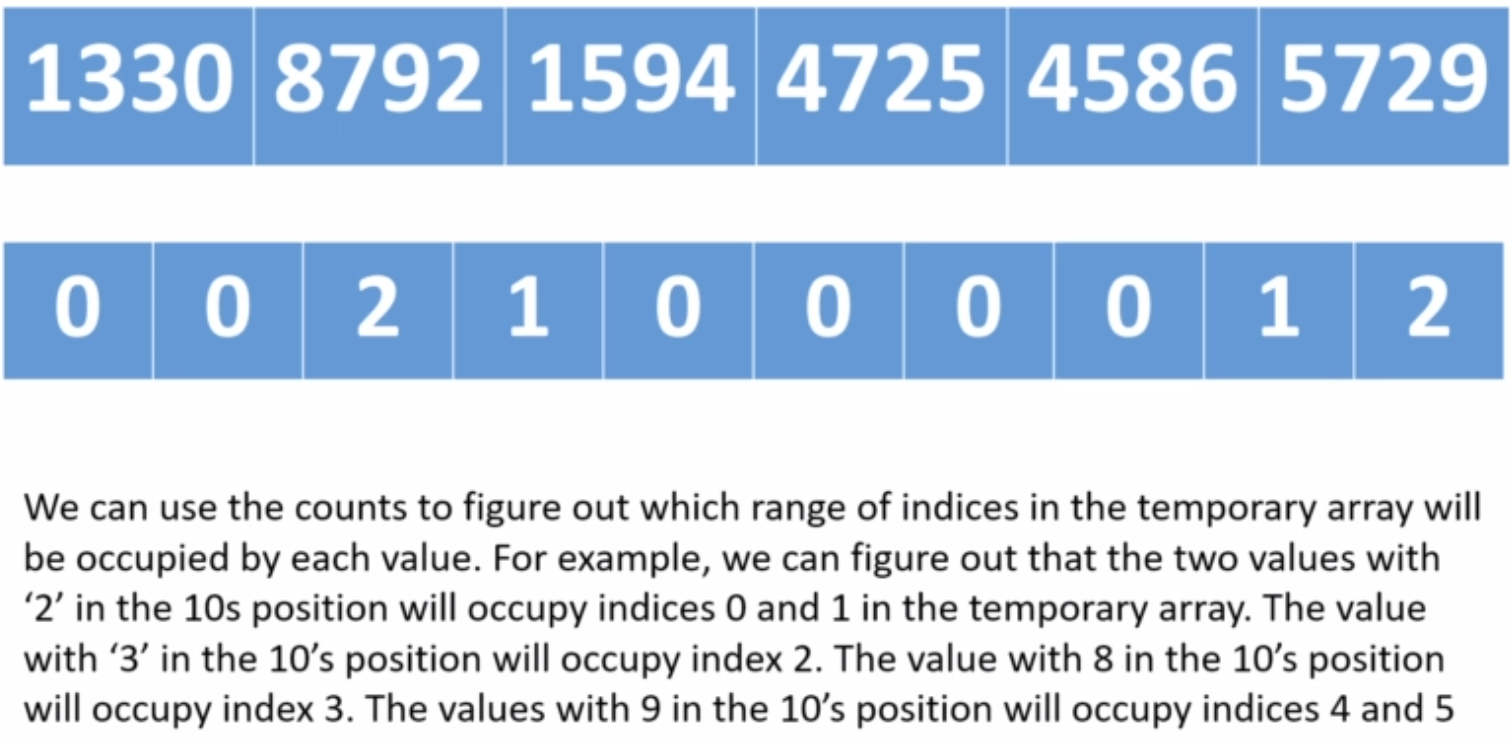 1330 8792 1594 4725 4586 5729
0 0 2 1 0 0 0 0 1 2
We can use the counts to figure out which range of indices in the temporary array will
be occupied by each value. For example, we can figure out that the two values with
‘2’ in the 10s position will occupy indices 0 and 1 in the temporary array. The value
with ‘3’ in the 10’s position will occupy index 2. The value with 8 in the 10’s position
will occupy index 3. The values with 9 in the 10’s position will occupy indices 4 and 5